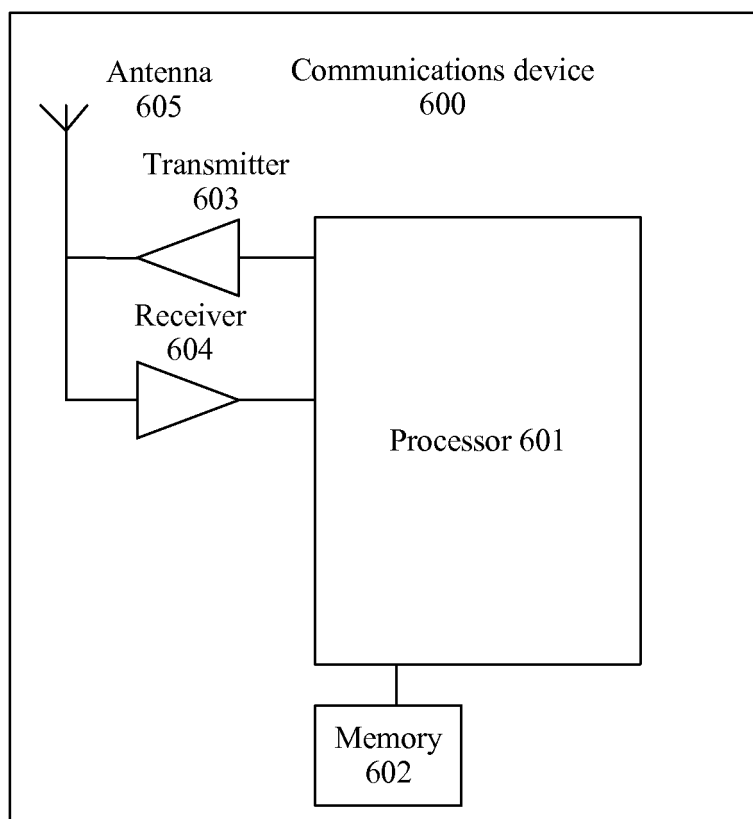 Antenna
605
Communications device
600
Transmitter
603
Receiver
604
Processor 601
Memory
602